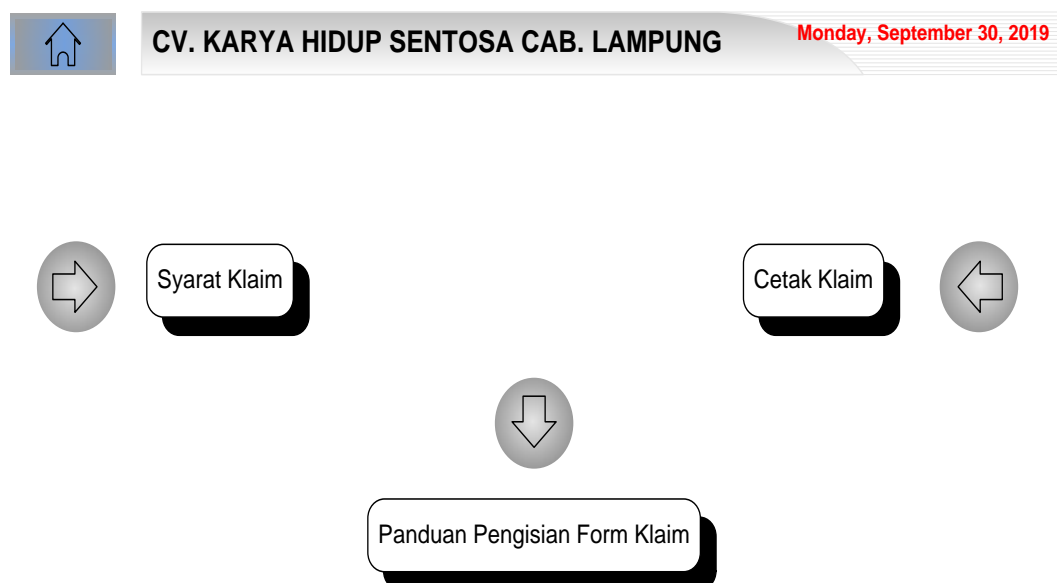 CV. KARYA HIDUP SENTOSA CAB. LAMPUNG
Monday, September 30, 2019
Syarat Klaim
Cetak Klaim
Panduan Pengisian Form Klaim